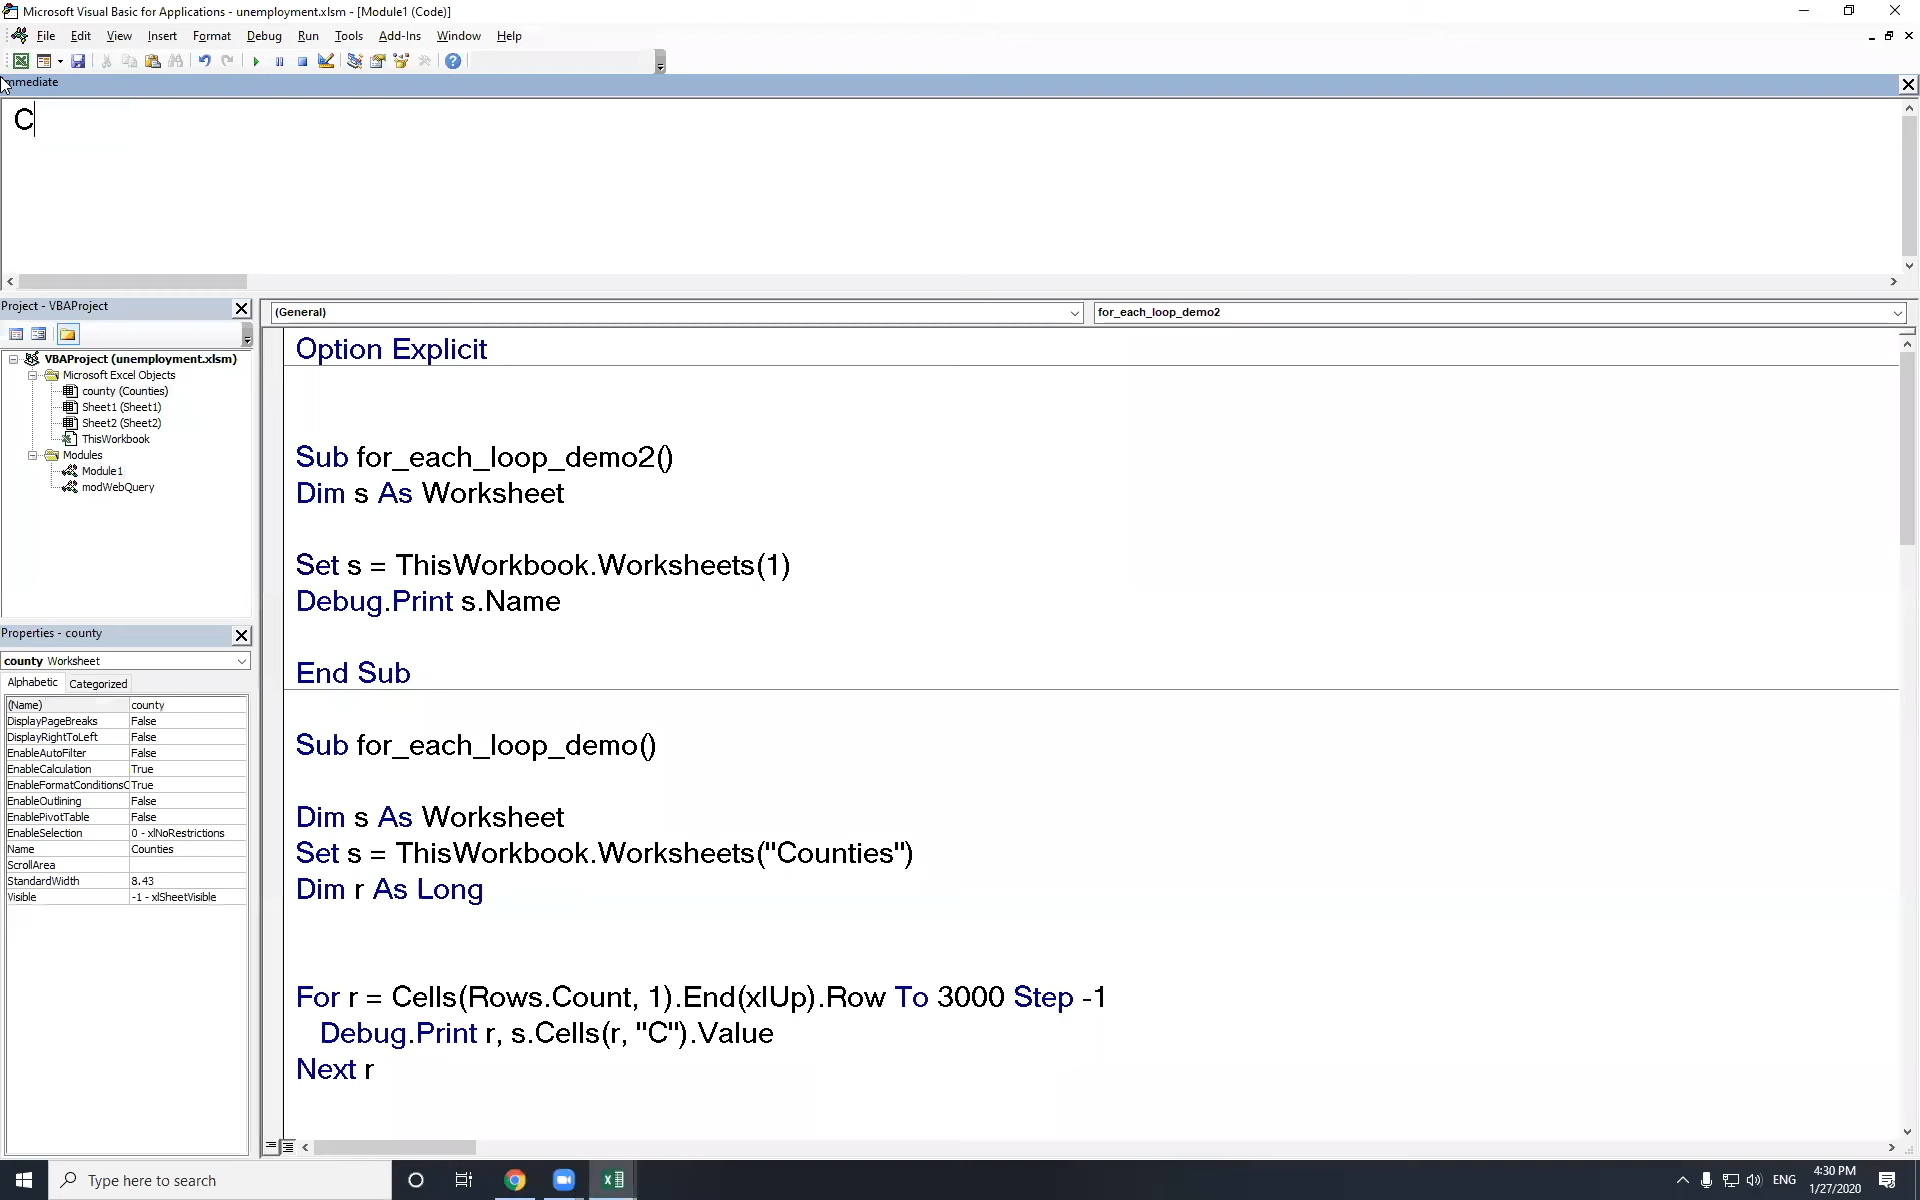 Microsoft Visual Basic for Applications - unemployment.xlsm - [Module1 (Code)]
File Edit View Insert Format Debug Run Tools Add-Ins Window Help
mmediate
C
Project - VBAProject
VBAProject (unemployment.xlsm)
Microsoft Excel Objects
county (Counties)
Sheet1 (Sheet1)
Sheet2 (Sheet2)
ThisWorkbook
Modules
Module1
modWebQuery
Properties - county
county Worksheet
Alphabetic Categorized
(Name) county
DisplayPageBreaks False
DisplayRightToLeft False
EnableAutoFilter False
EnableCalculation True
EnableFormatConditionsC True
EnableOutlining False
EnablePivotTable False
EnableSelection 0 - xlNoRestrictions
Name Counties
ScrollArea
StandardWidth 8.43
Visible -1 - xlSheetVisible
(General) for_each_loop_demo2
Option Explicit
Sub for_each_loop_demo2()
Dim s As Worksheet
Set s = ThisWorkbook.Worksheets(1)
Debug.Print s.Name
End Sub
Sub for_each_loop_demo()
Dim s As Worksheet
Set s = ThisWorkbook.Worksheets("Counties")
Dim r As Long
For r = Cells(Rows.Count, 1).End(xlUp).Row To 3000 Step -1
Debug.Print r, s.Cells(r, "C").Value
Next r
Type here to search
ENG
4:30 PM
1/27/2020